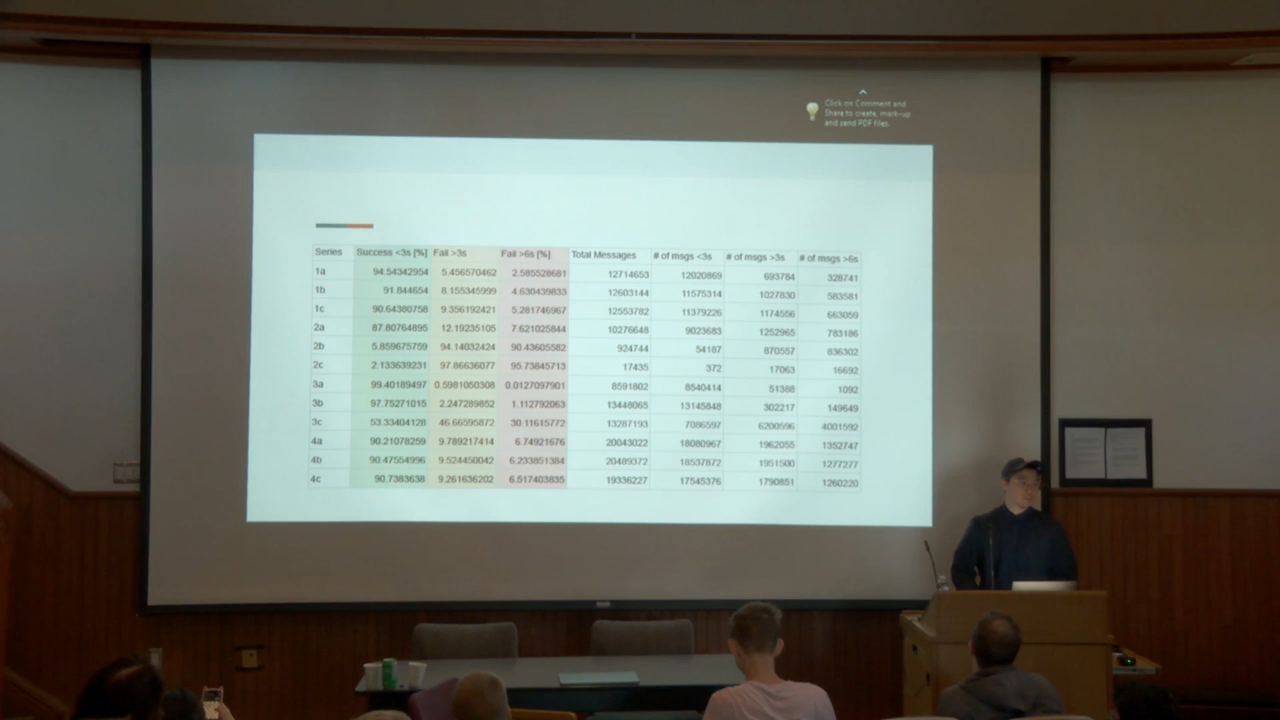 Click on Comment and
Share to create, mark-up
and send PDF files.
Series Success <3s [%] Fail >3s Fail >6s [%] Total Messages # of msgs <3s # of msgs >3s # of msgs >6s
1a 94.54342954 5.456570462 2.585528681 12714653 12020869 693784 328741
1b 91.844654 8.155345999 4.630439833 12603144 11575314 1027830 583581
1c 90.64380758 9.356192421 5.281746967 12553782 11379226 1174556 663059
2a 87.80764895 12.19235105 7.621025844 10276648 9023683 1252965 783186
2b 5.859675759 94.14032424 90.43605582 924744 54187 870557 836302
2c 2.133639231 97.86636077 95.73845713 17435 372 17063 16692
3a 99.40189497 0.5981050308 0.0127097901 8591802 8540414 51388 1092
3b 97.75271015 2.247289852 1.112792063 13448065 13145848 302217 149649
3c 53.33404128 46.66595872 30.11615772 13287193 7086597 6200596 4001592
4a 90.21078259 9.789217414 6.74921676 20043022 18080967 1962055 1352747
4b 90.47554996 9.524450042 6.233851384 20489372 18537872 1951500 1277277
4c 90.7383638 9.261636202 6.517403835 19336227 17545376 1790851 1260220